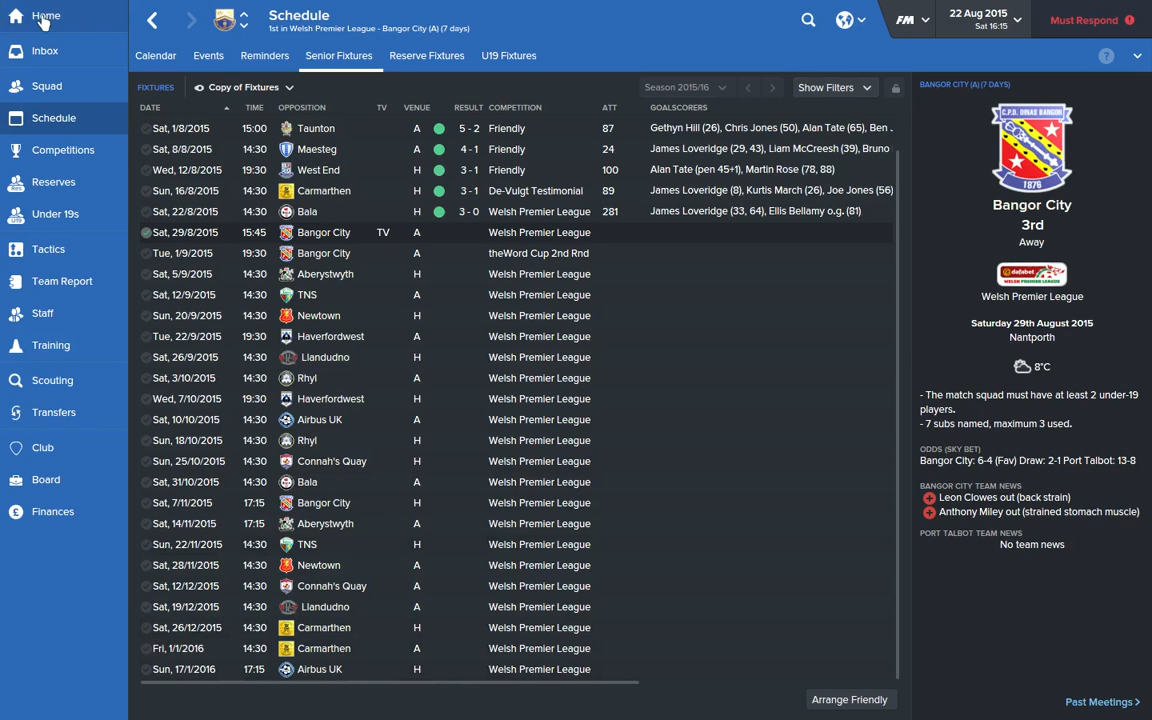 Home
Inbox
Squad
Schedule
Competitions
Reserves
Under 19s
Tactics
Team Report
Staff
Training
Scouting
Transfers
Club
Board
Finances
Schedule
1st in Welsh Premier League - Bangor City (A) (7 days)
FM
22 Aug 2015
Sat 16:15
Must Respond
Calendar Events Reminders Senior Fixtures Reserve Fixtures U19 Fixtures
FIXTURES Copy of Fixtures Season 2015/16 Show Filters
DATE TIME OPPOSITION TV VENUE RESULT COMPETITION ATT GOALSCORERS
Sat, 1/8/2015 15:00 Taunton A 5 - 2 Friendly 87 Gethyn Hill (26), Chris Jones (50), Alan Tate (65), Ben .
Sat, 8/8/2015 14:30 Maesteg A 4 - 1 Friendly 24 James Loveridge (29, 43), Liam McCreesh (39), Bruno
Wed, 12/8/2015 19:30 West End H 3 - 1 Friendly 100 Alan Tate (pen 45+1), Martin Rose (78, 88)
Sun, 16/8/2015 14:30 Carmarthen H 3 - 1 De-Vulgt Testimonial 89 James Loveridge (8), Kurtis March (26), Joe Jones (56)
Sat, 22/8/2015 14:30 Bala H 3 - 0 Welsh Premier League 281 James Loveridge (33, 64), Ellis Bellamy o.g. (81)
Sat, 29/8/2015 15:45 Bangor City TV A Welsh Premier League
Tue, 1/9/2015 19:30 Bangor City A theWord Cup 2nd Rnd
Sat, 5/9/2015 14:30 Aberystwyth H Welsh Premier League
Sat, 12/9/2015 14:30 TNS A Welsh Premier League
Sun, 20/9/2015 14:30 Newtown H Welsh Premier League
Tue, 22/9/2015 19:30 Haverfordwest A Welsh Premier League
Sat, 26/9/2015 14:30 Llandudno H Welsh Premier League
Sat, 3/10/2015 14:30 Rhyl A Welsh Premier League
Wed, 7/10/2015 19:30 Haverfordwest H Welsh Premier League
Sat, 10/10/2015 14:30 Airbus UK A Welsh Premier League
Sun, 18/10/2015 14:30 Rhyl H Welsh Premier League
Sun, 25/10/2015 14:30 Connah's Quay H Welsh Premier League
Sat, 31/10/2015 14:30 Bala A Welsh Premier League
Sat, 7/11/2015 17:15 Bangor City H Welsh Premier League
Sat, 14/11/2015 17:15 Aberystwyth A Welsh Premier League
Sun, 22/11/2015 14:30 TNS H Welsh Premier League
Sat, 28/11/2015 14:30 Newtown A Welsh Premier League
Sat, 12/12/2015 14:30 Connah's Quay A Welsh Premier League
Sat, 19/12/2015 14:30 Llandudno A Welsh Premier League
Sat, 26/12/2015 14:30 Carmarthen H Welsh Premier League
Fri, 1/1/2016 14:30 Carmarthen A Welsh Premier League
Sun, 17/1/2016 17:15 Airbus UK H Welsh Premier League
Arrange Friendly
BANGOR CITY (A) (7 DAYS)
C.P.D. DINAS BANGOR
1876
Bangor City
3rd
Away
dafabet
WELSH PREMIER LEAGUE
Welsh Premier League
Saturday 29th August 2015
Nantporth
8°C
- The match squad must have at least 2 under-19
players.
- 7 subs named, maximum 3 used.
ODDS (SKY BET)
Bangor City: 6-4 (Fav) Draw: 2-1 Port Talbot: 13-8
BANGOR CITY TEAM NEWS
Leon Clowes out (back strain)
Anthony Miley out (strained stomach muscle)
PORT TALBOT TEAM NEWS
No team news
Past Meetings >